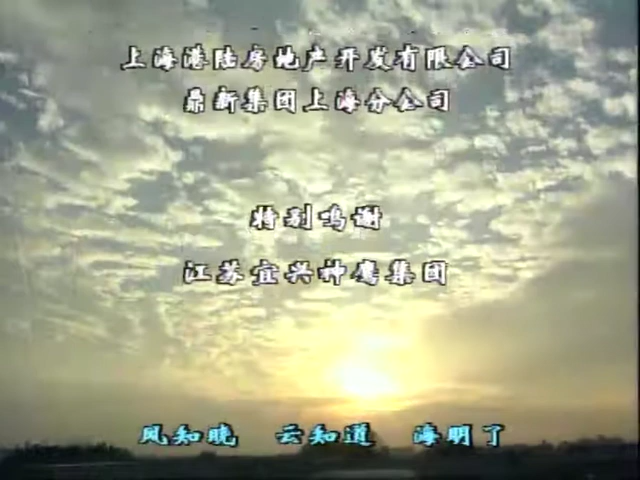 上海港陆房地产开发有限公司
鼎新集团上海分公司
特别鸣谢
江苏宜兴神鹰集团
风知晓 云知道 海明了